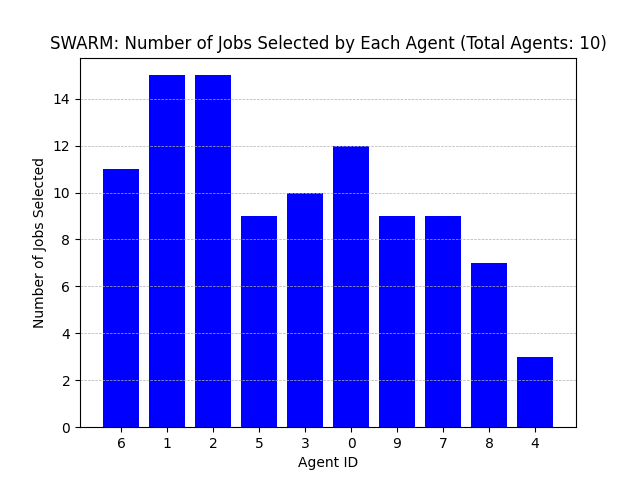 SWARM: Number of Jobs Selected by Each Agent (Total Agents: 10)
14
12
10
8
6
4
2
0
Number of Jobs Selected
6 1 2 5 3 0 9 7 8 4
Agent ID